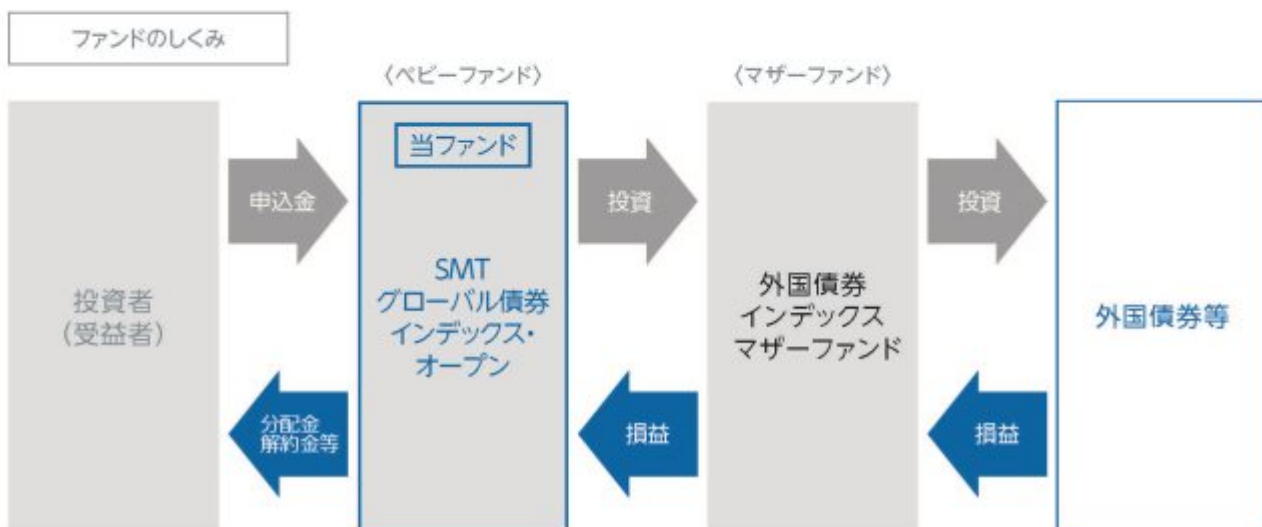 ファンドのしくみ
〈ベビーファンド〉
〈マザーファンド〉
投資者
(受益者)
申込金
分配金
解約金等
当ファンド
SMT
グローバル債券
インデックス・
オープン
投資
損益
外国債券
インデックス
マザーファンド
投資
損益
外国債券等